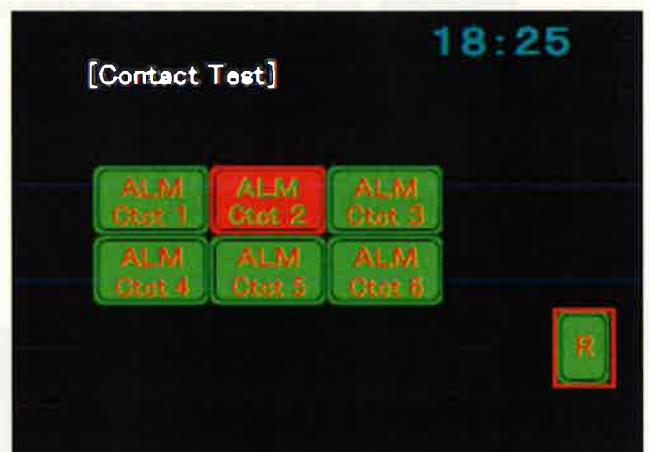 18:25
[Contact Test]
ALM Ctct 1
ALM Ctct 2
ALM Ctct 3
ALM Ctct 4
ALM Ctct 5
ALM Ctct 6
R